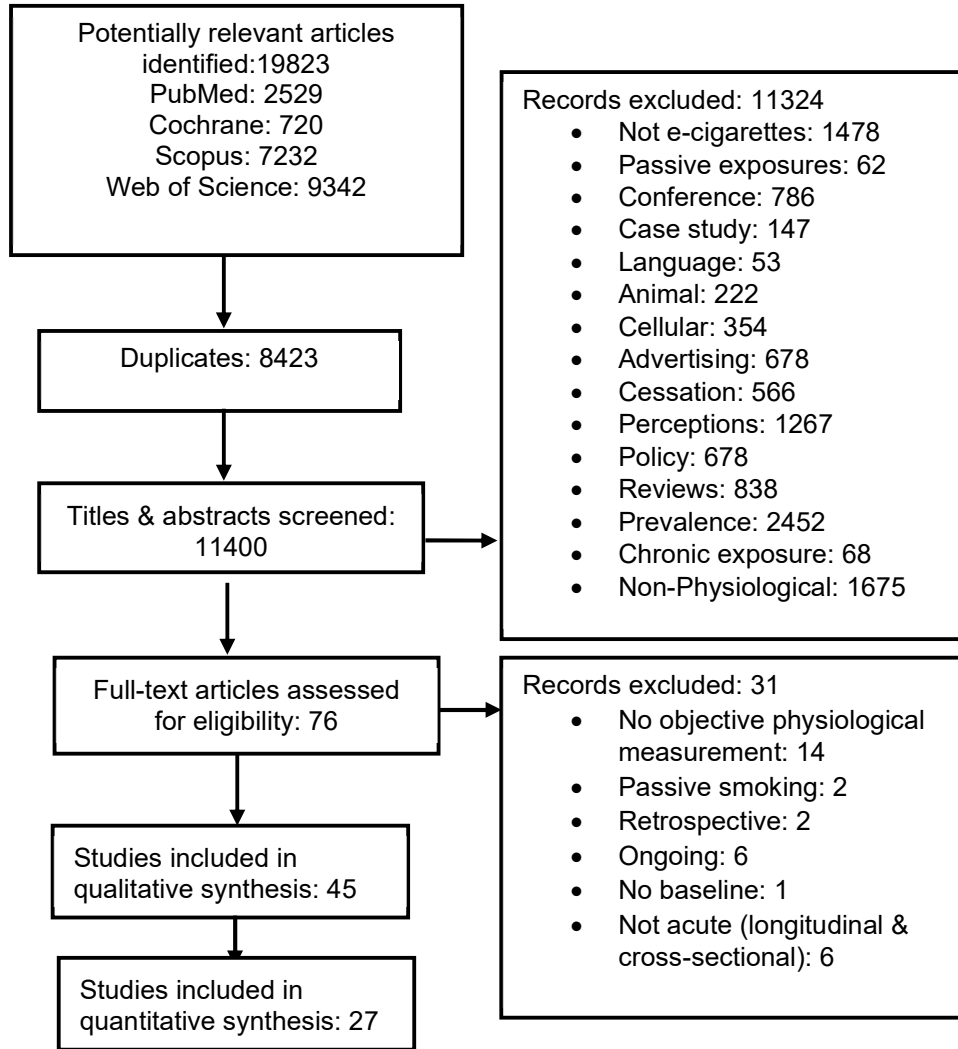 Potentially relevant articles
identified:19823
PubMed: 2529
Cochrane: 720
Scopus: 7232
Web of Science: 9342
Duplicates: 8423
Titles & abstracts screened:
11400
Records excluded: 11324
• Not e-cigarettes: 1478
• Passive exposures: 62
• Conference: 786
• Case study: 147
• Language: 53
• Animal: 222
• Cellular: 354
• Advertising: 678
• Cessation: 566
• Perceptions: 1267
• Policy: 678
• Reviews: 838
• Prevalence: 2452
• Chronic exposure: 68
• Non-Physiological: 1675
Full-text articles assessed
for eligibility: 76
Records excluded: 31
• No objective physiological
measurement: 14
• Passive smoking: 2
• Retrospective: 2
• Ongoing: 6
• No baseline: 1
• Not acute (longitudinal &
cross-sectional): 6
Studies included in
qualitative synthesis: 45
Studies included in
quantitative synthesis: 27